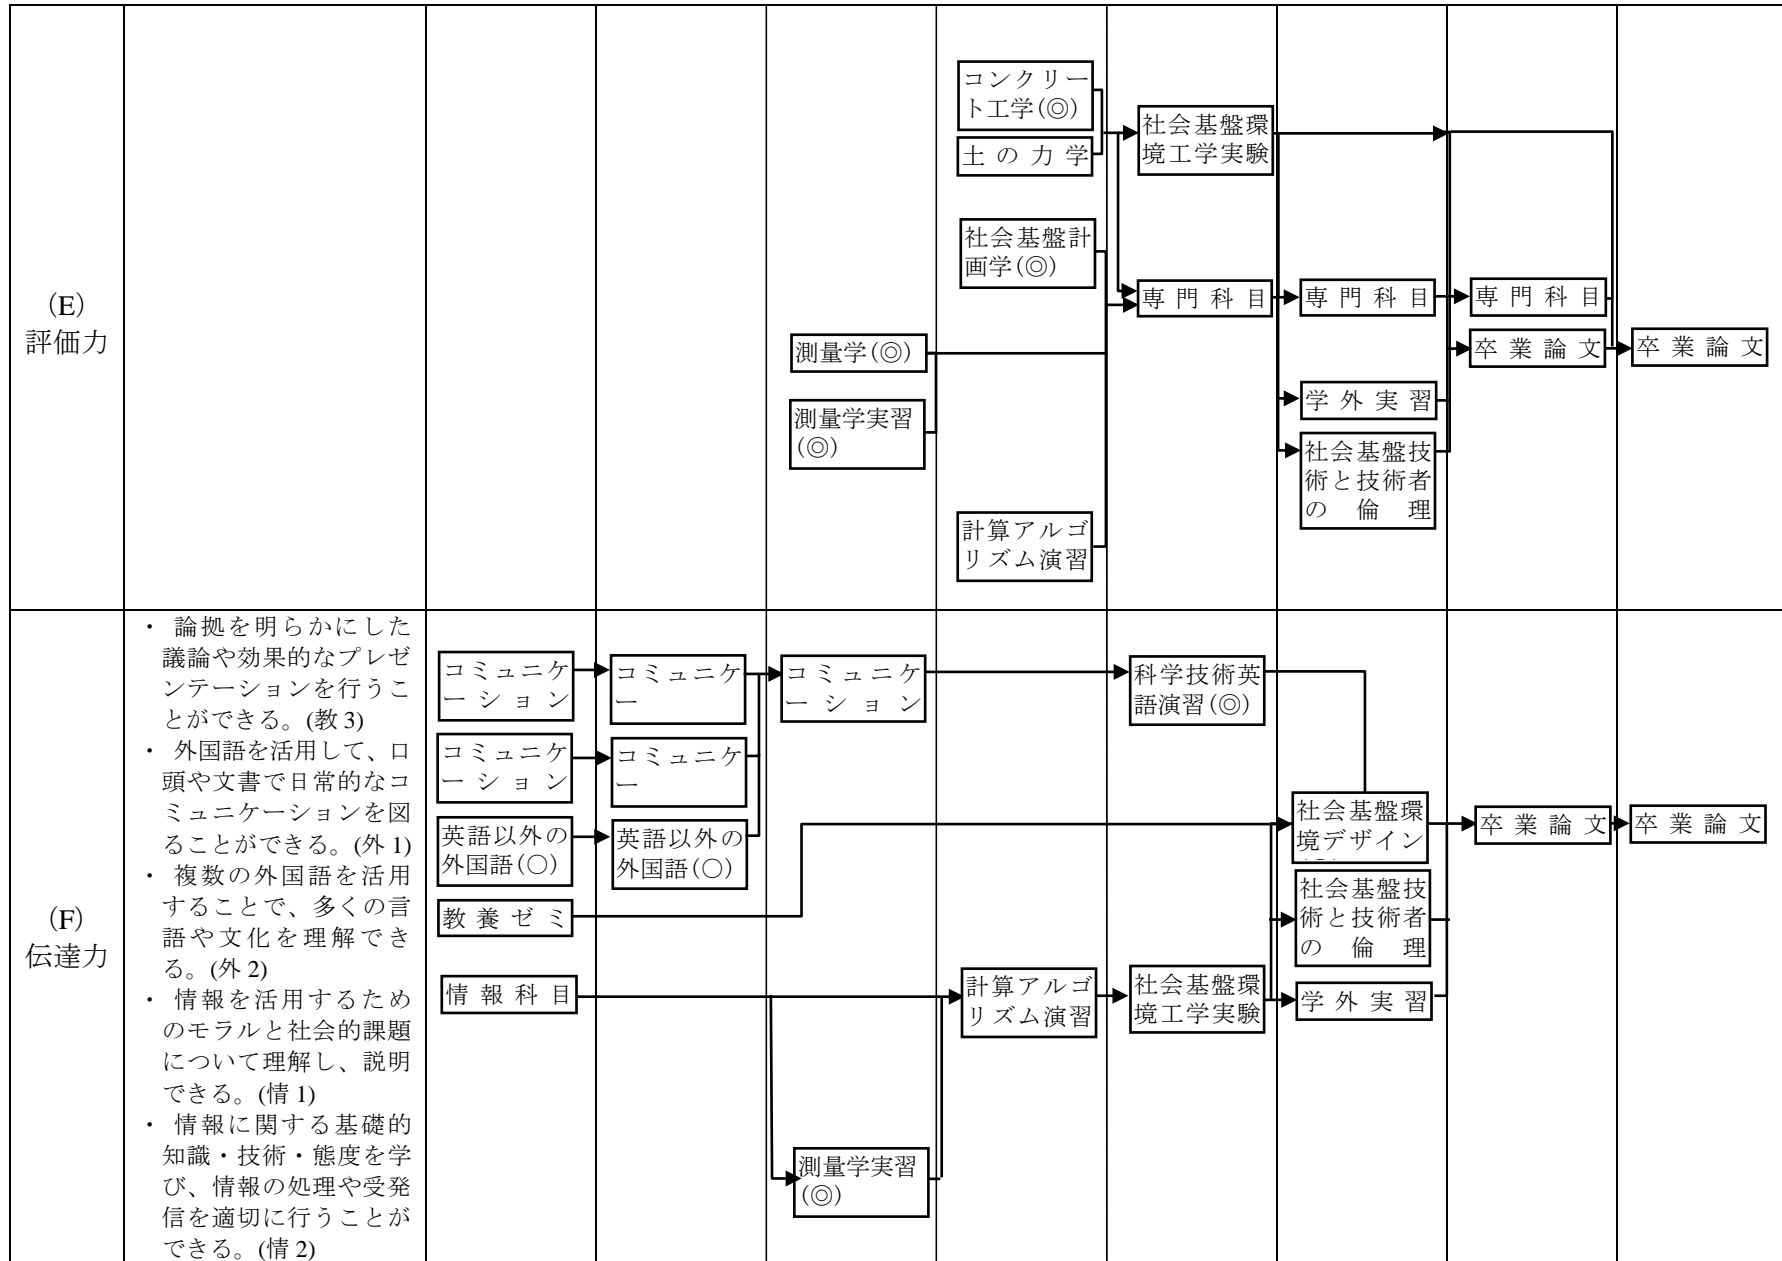 (E)
評価力
測量学(◎)
測量学実習
(◎)
コンクリー
ト工学(◎)
土の力学
社会基盤計
画学(◎)
計算アルゴ
リズム演習
社会基盤環
境工学実験
専門科目
専門科目
学外実習
社会基盤技
術と技術者
の倫理
専門科目
卒業論文
卒業論文
(F)
伝達力
・ 論拠を明らかにした
議論や効果的なプレゼ
ンテーションを行うこ
とができる。(教3)
・ 外国語を活用して、口
頭や文書で日常的なコ
ミュニケーションを図
ることができる。(外1)
・ 複数の外国語を活用
することで、多くの言
語や文化を理解でき
る。(外2)
・ 情報を活用するため
のモラルと社会的課題
について理解し、説明
できる。(情1)
・ 情報に関する基礎的
知識・技術・態度を学
び、情報の処理や受発
信を適切に行うことが
できる。(情2)
コミュニケ
ーション
コミュニケ
ーション
英語以外の
外国語(○)
教養ゼミ
情報科目
コミュニケ
ー
コミュニケ
ー
英語以外の
外国語(○)
コミュニケ
ーション
測量学実習
(◎)
計算アルゴ
リズム演習
科学技術英
語演習(◎)
社会基盤環
境工学実験
社会基盤環
境デザイン
社会基盤技
術と技術者
の倫理
学外実習
卒業論文
卒業論文